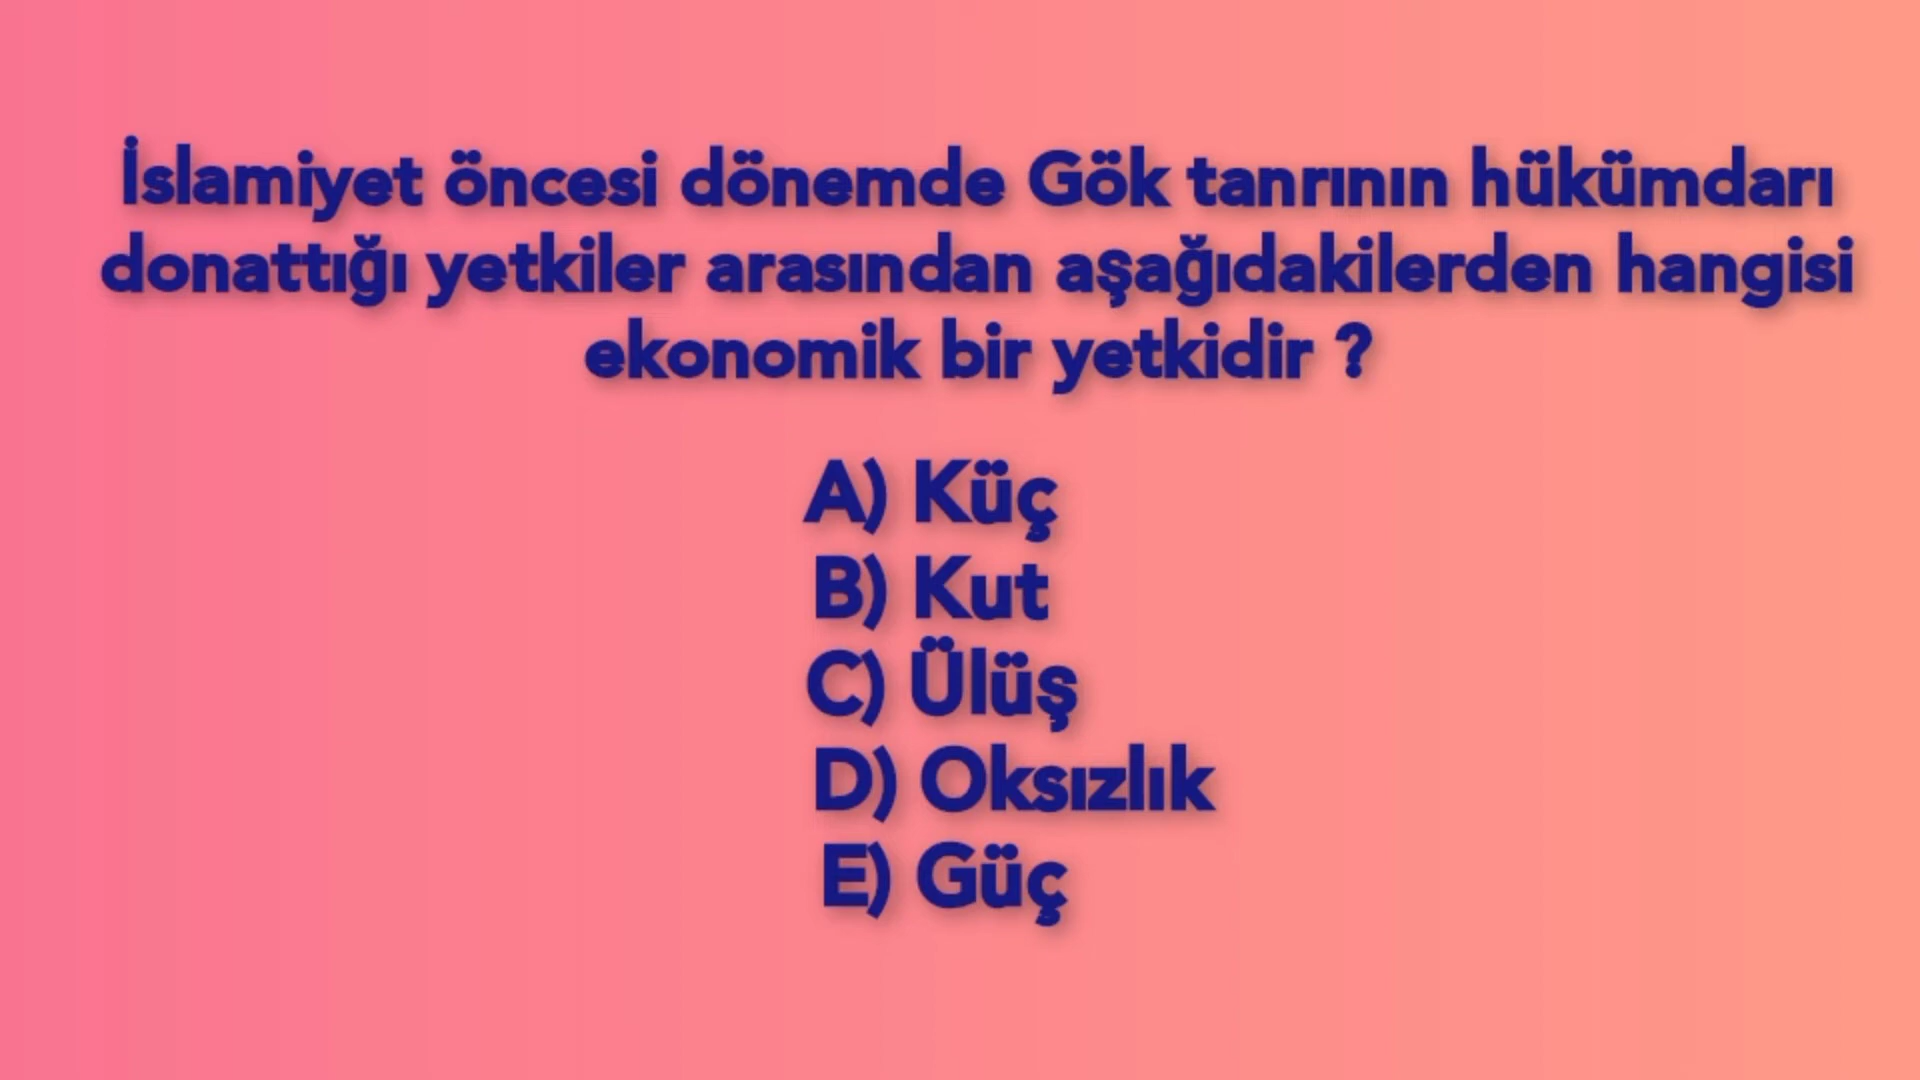 İslamiyet öncesi dönemde Gök tanrının hükümdarı
donattığı yetkiler arasından aşağıdakilerden hangisi
ekonomik bir yetkidir ?
A) Küç
B) Kut
C) Ülüş
D) Oksızlık
E) Güç